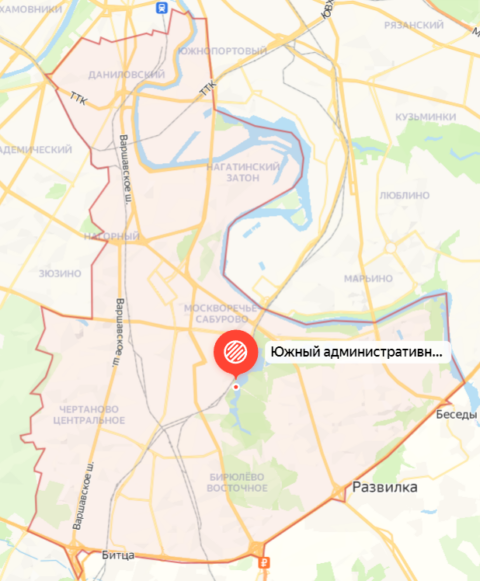 ХАМОВНИКИ
РЯЗАНСКИЙ
ЮЖНОПОРТОВЫЙ
ДАНИЛОВСКИЙ
ТТК
ТТК
КУЗЬМИНКИ
Варшавское ш.
АДЕМИЧЕСКИЙ
НАГАТИНСКИЙ
ЗАТОН
ЛЮБЛИНО
НАГОРНЫЙ
ЗЮЗИНО
МАРЬИНО
МОСКВОРЕЧЬЕ-
САБУРОВО
Варшавское ш.
Южный административн...
ЧЕРТАНОВО
ЦЕНТРАЛЬНОЕ
Беседы
БИРЮЛЁВО
ВОСТОЧНОЕ
Развилка
Варшавское ш.
Битца